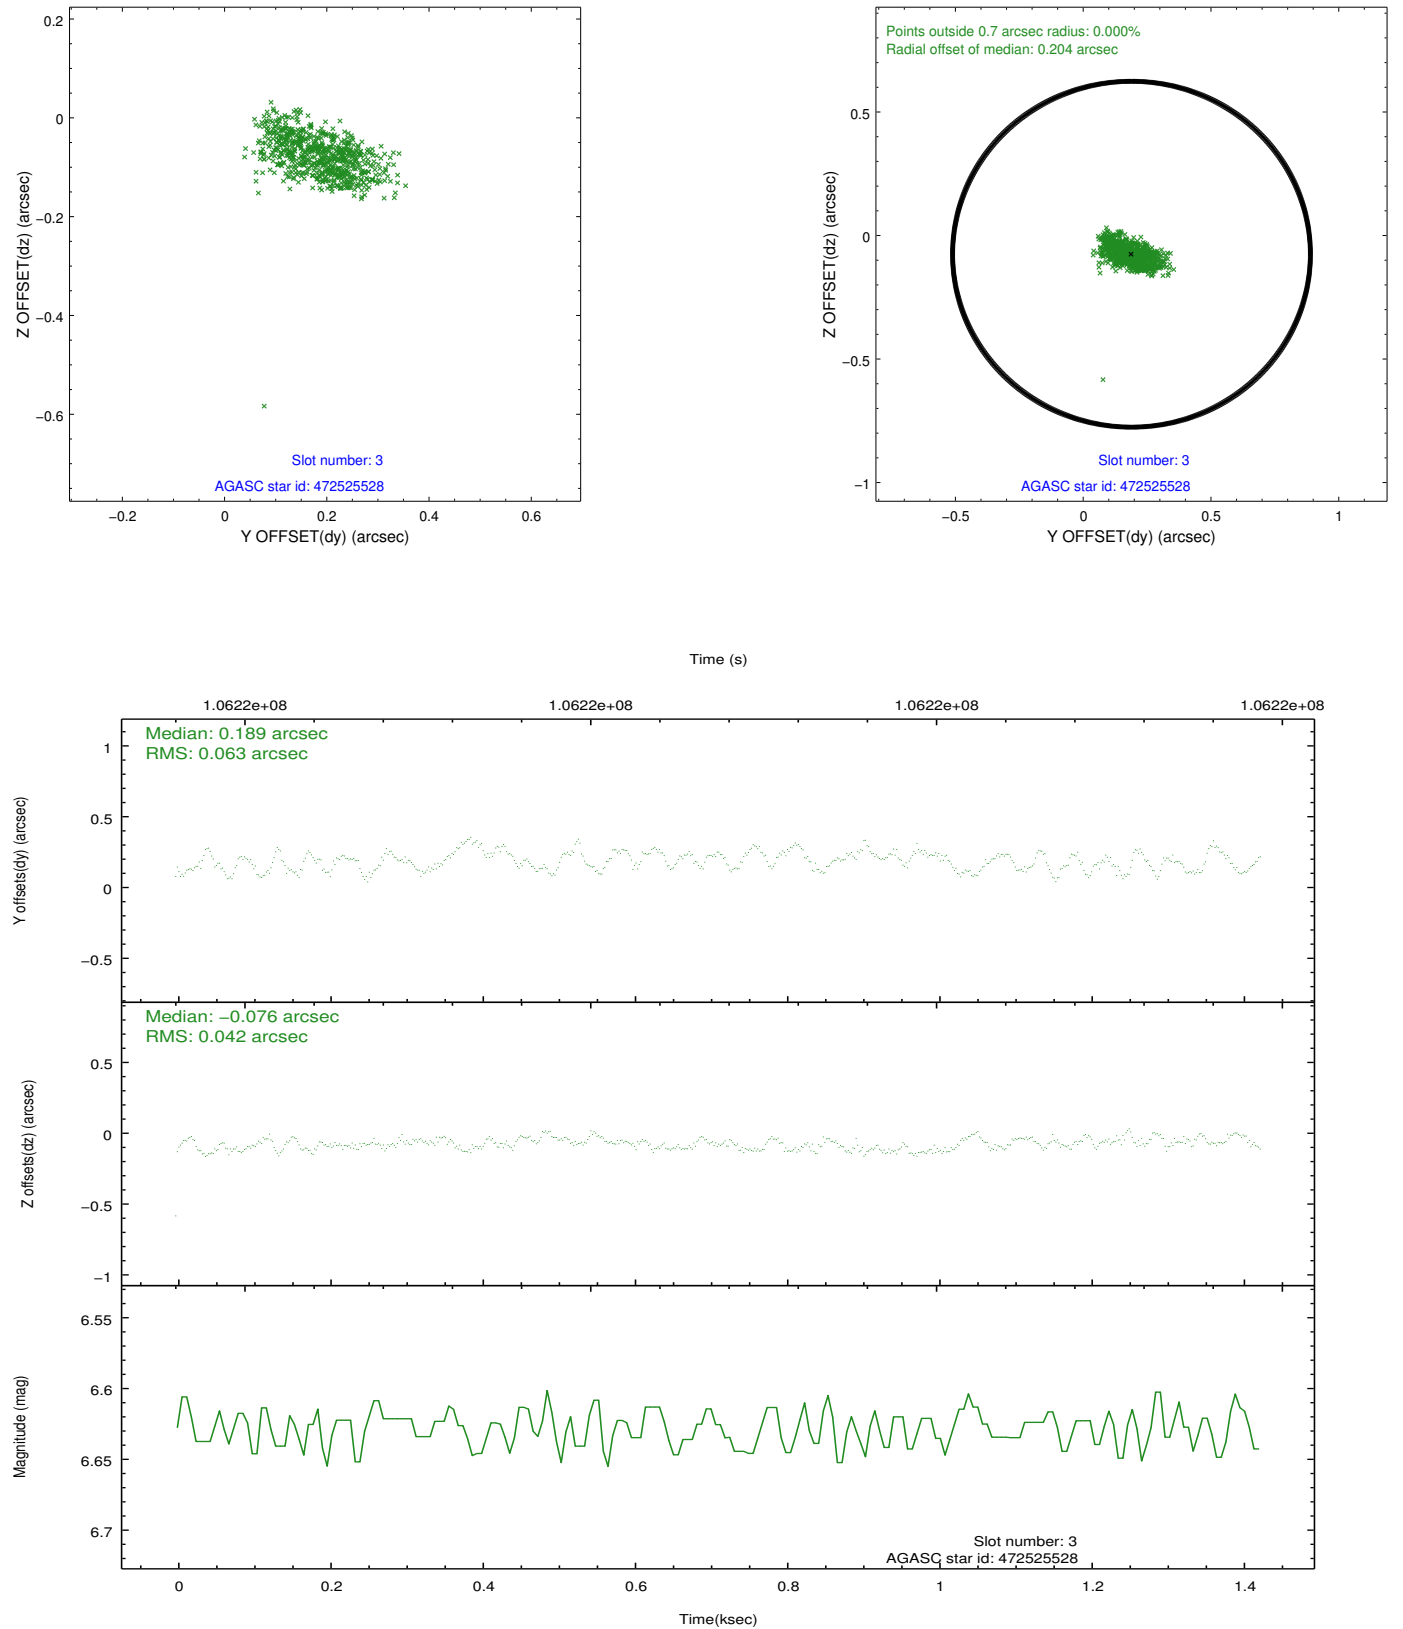 0.2
0
−0.2
−0.4
−0.6
Z OFFSET(dz) (arcsec)
Slot number: 3
AGASC star id: 472525528
−0.2 0 0.2 0.4 0.6
Y OFFSET(dy) (arcsec)
Points outside 0.7 arcsec radius: 0.000%
Radial offset of median: 0.204 arcsec
0.5
0
−0.5
−1
Z OFFSET(dz) (arcsec)
Slot number: 3
AGASC star id: 472525528
−0.5 0 0.5 1
Y OFFSET(dy) (arcsec)
Time (s)
1.0622e+08 1.0622e+08 1.0622e+08 1.0622e+08
Median: 0.189 arcsec
RMS: 0.063 arcsec
1
0.5
0
−0.5
Y offsets(dy) (arcsec)
Median: −0.076 arcsec
RMS: 0.042 arcsec
0.5
0
−0.5
−1
Z offsets(dz) (arcsec)
6.55
6.6
6.65
6.7
Magnitude (mag)
Slot number: 3
AGASC star id: 472525528
0 0.2 0.4 0.6 0.8 1 1.2 1.4
Time(ksec)